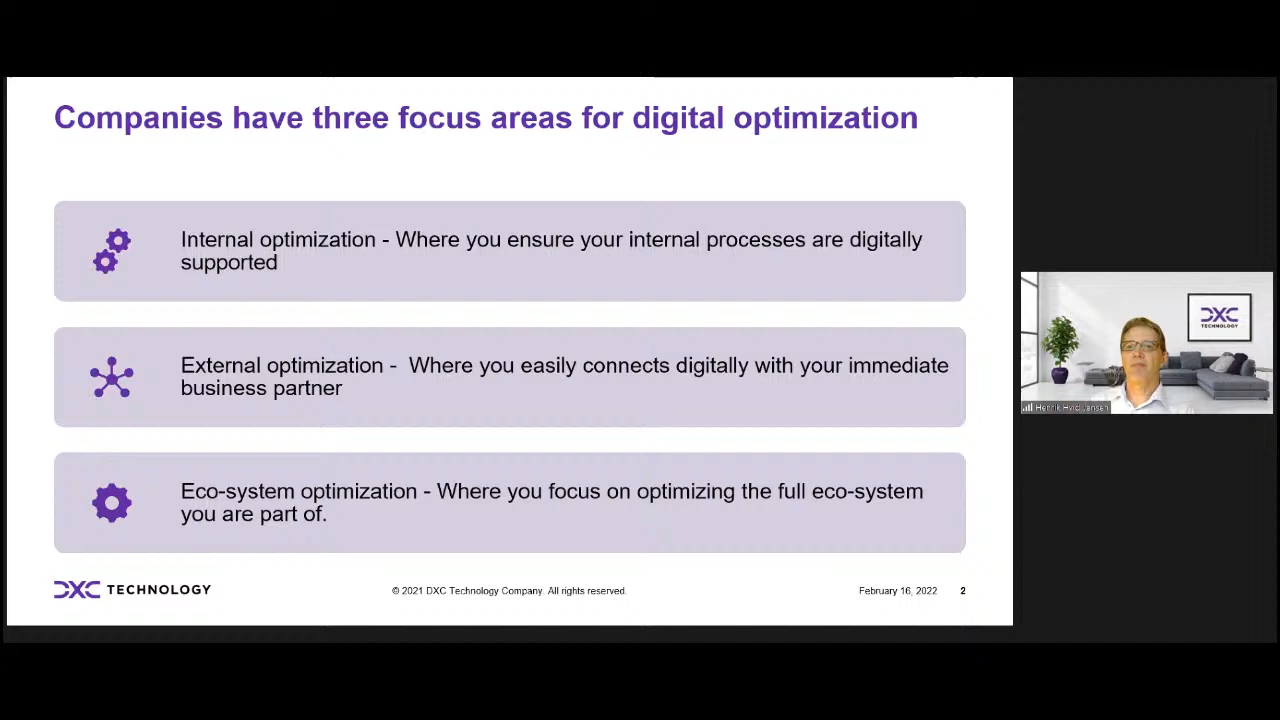 Companies have three focus areas for digital optimization
Internal optimization - Where you ensure your internal processes are digitally
supported
External optimization -  Where you easily connects digitally with your immediate
business partner
Eco-system optimization - Where you focus on optimizing the full eco-system
you are part of.
DXC TECHNOLOGY
© 2021 DXC Technology Company. All rights reserved.
February 16, 2022
2
DXC
TECHNOLOGY
Henrik Hvid Jensen